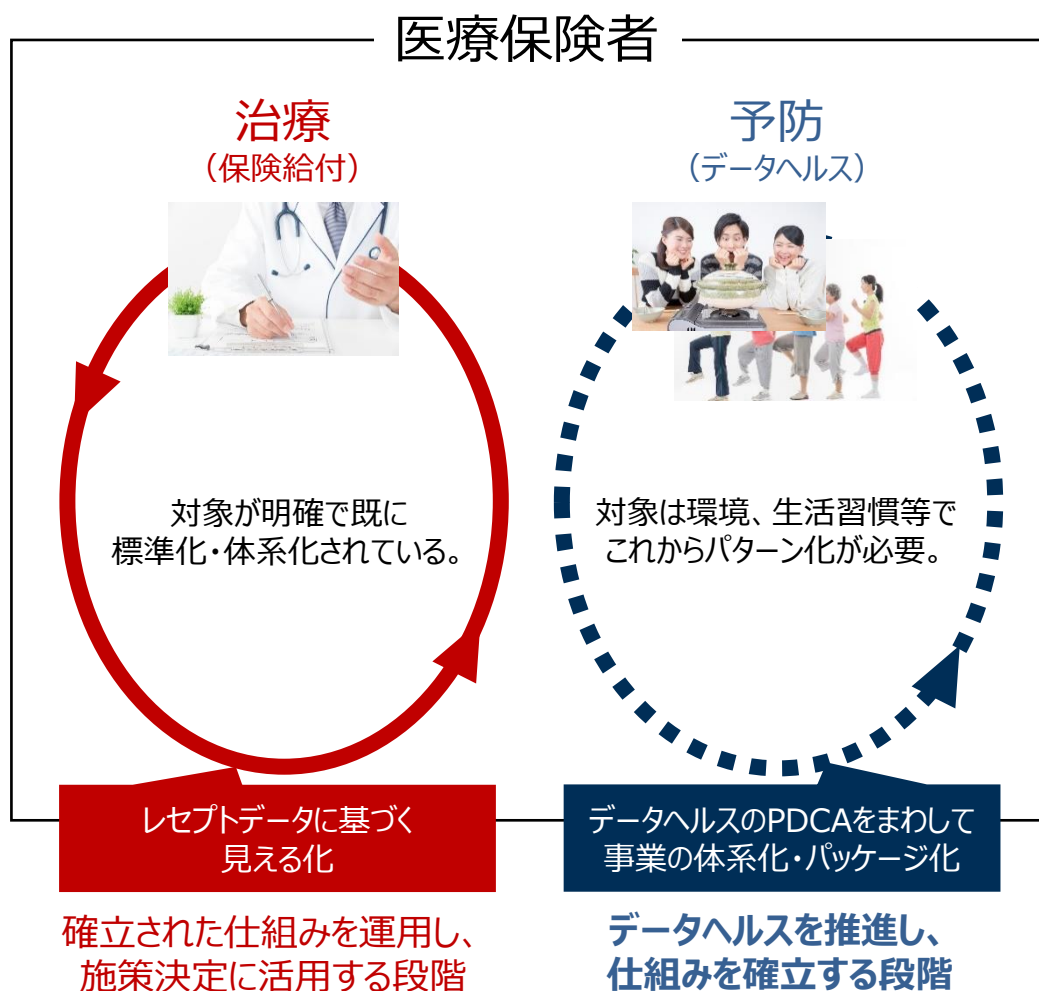 医療保険者
治療
（保険給付）
対象が明確で既に
標準化・体系化されている。
レセプトデータに基づく
見える化
確立された仕組みを運用し、
施策決定に活用する段階
予防
（データヘルス）
対象は環境、生活習慣等で
これからパターン化が必要。
データヘルスのPDCAをまわして
事業の体系化・パッケージ化
データヘルスを推進し、
仕組みを確立する段階